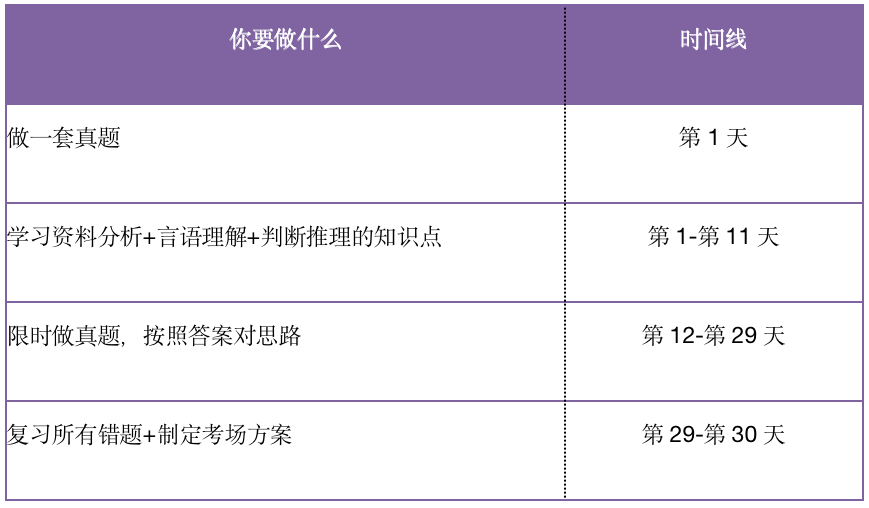 你要做什么 时间线
做一套真题 第 1 天
学习资料分析+言语理解+判断推理的知识点 第 1-第 11 天
限时做真题，按照答案对思路 第 12-第 29 天
复习所有错题+制定考场方案 第 29-第 30 天